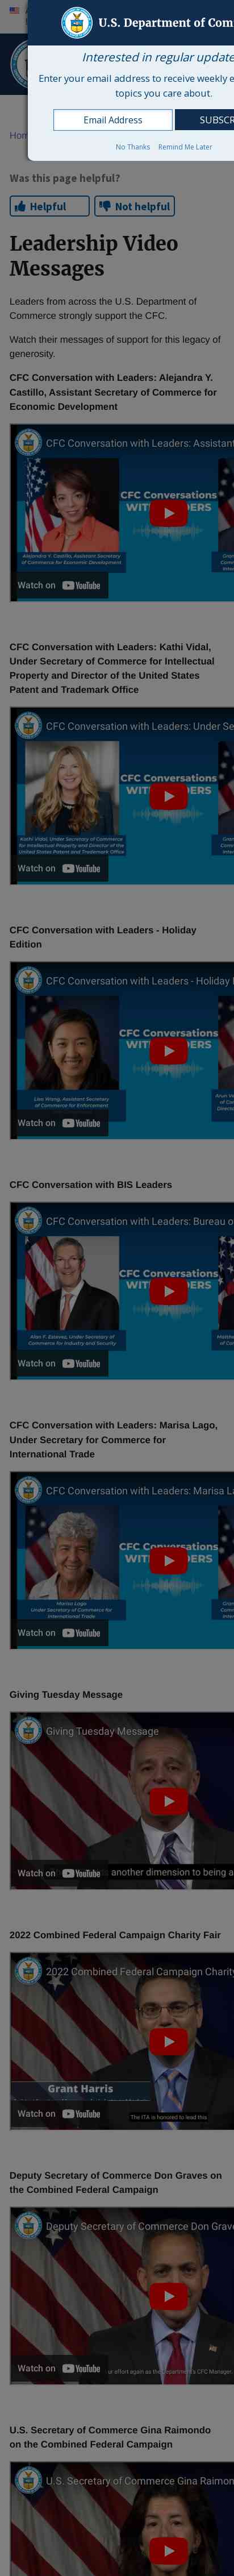 U.S. Department of Com
Interested in regular update
Enter your email address to receive weekly e
topics you care about.
Email Address
SUBSCR
No Thanks Remind Me Later
Hom
Was this page helpful?
Helpful
Not helpful
Leadership Video
Messages
Leaders from across the U.S. Department of
Commerce strongly support the CFC.
Watch their messages of support for this legacy of
generosity.
CFC Conversation with Leaders: Alejandra Y.
Castillo, Assistant Secretary of Commerce for
Economic Development
CFC Conversation with Leaders: Assistant
CFC Conversations
WITH LEADERS
Alejandra Y. Castillo, Assistant Secretary
of Commerce for Economic Development
Watch on YouTube
CFC Conversation with Leaders: Kathi Vidal,
Under Secretary of Commerce for Intellectual
Property and Director of the United States
Patent and Trademark Office
CFC Conversation with Leaders: Under Se
CFC Conversations
WITH LEADERS
Kathi Vidal, Under Secretary of Commerce
for Intellectual Property and Director of the
United States Patent and Trademark Office
Watch on YouTube
CFC Conversation with Leaders - Holiday
Edition
CFC Conversation with Leaders - Holiday
CFC Conversations
WITH LEADERS
Lisa Wang, Assistant Secretary
of Commerce for Enforcement
Watch on YouTube
CFC Conversation with BIS Leaders
CFC Conversation with Leaders: Bureau o
CFC Conversations
WITH LEADERS
Alan F. Estevez, Under Secretary of
Commerce for Industry and Security
Watch on YouTube
CFC Conversation with Leaders: Marisa Lago,
Under Secretary for Commerce for
International Trade
CFC Conversation with Leaders: Marisa La
CFC Conversations
WITH LEADERS
Marisa Lago
Under Secretary of Commerce for
International Trade
Watch on YouTube
Giving Tuesday Message
Giving Tuesday Message
another dimension to being a
Watch on YouTube
2022 Combined Federal Campaign Charity Fair
2022 Combined Federal Campaign Charity
Grant Harris
The ITA is honored to lead this
Watch on YouTube
Deputy Secretary of Commerce Don Graves on
the Combined Federal Campaign
Deputy Secretary of Commerce Don Grave
ur effort again as the Department's CFC Manager.
Watch on YouTube
U.S. Secretary of Commerce Gina Raimondo
on the Combined Federal Campaign
U.S. Secretary of Commerce Gina Raimon